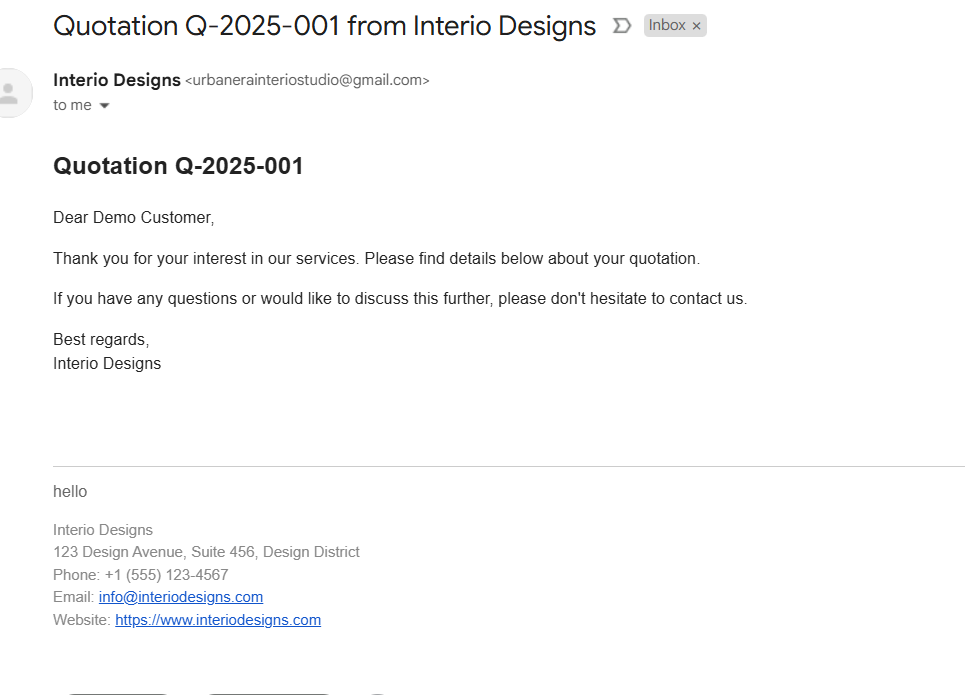 Quotation Q-2025-001 from Interio Designs
Inbox ×
Interio Designs <urbanerainteriostudio@gmail.com>
to me
Quotation Q-2025-001
Dear Demo Customer,
Thank you for your interest in our services. Please find details below about your quotation.
If you have any questions or would like to discuss this further, please don't hesitate to contact us.
Best regards,
Interio Designs
hello
Interio Designs
123 Design Avenue, Suite 456, Design District
Phone: +1 (555) 123-4567
Email: info@interiodesigns.com
Website: https://www.interiodesigns.com